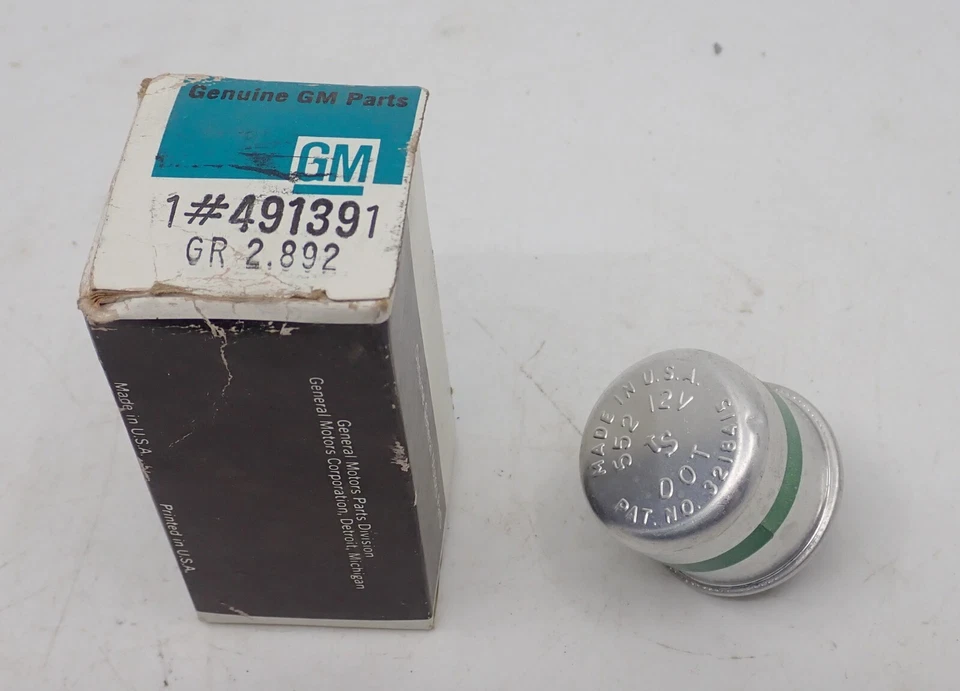 Genuine GM Parts
GM
1#491391
GR 2.892
General Motors Parts Division
General Motors Corporation, Detroit, Michigan
Made in U.S.A.
Printed in U.S.A.
MADE IN U.S.A.
552 12V
DOT
PAT. NO. 3219415